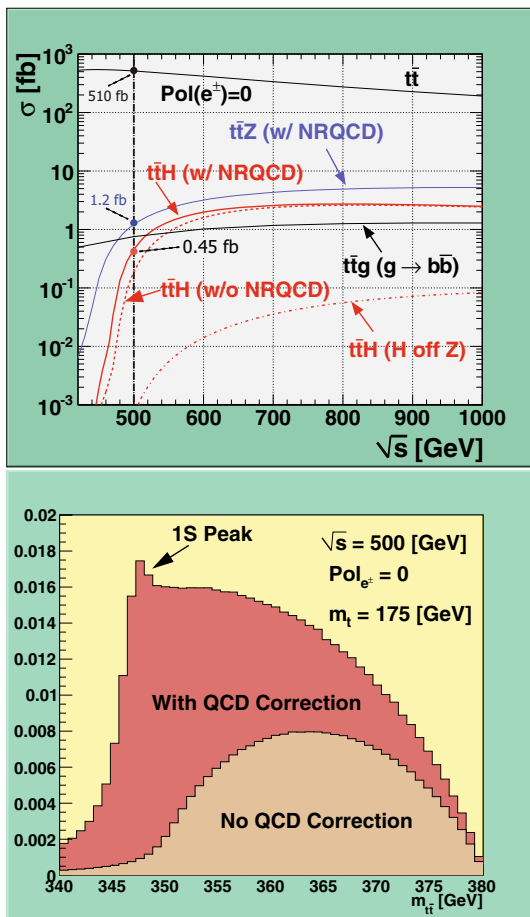 σ [fb]
10³
10²
10
1
10⁻¹
10⁻²
10⁻³
510 fb
Pol(e±)=0
tt̄
tt̄Z (w/ NRQCD)
tt̄H (w/ NRQCD)
1.2 fb
0.45 fb
tt̄g (g → bb̄)
tt̄H (w/o NRQCD)
tt̄H (H off Z)
500 600 700 800 900 1000
√s [GeV]
0.02
0.018
0.016
0.014
0.012
0.01
0.008
0.006
0.004
0.002
0
1S Peak
√s = 500 [GeV]
Pol_e± = 0
m_t = 175 [GeV]
With QCD Correction
No QCD Correction
340 345 350 355 360 365 370 375 380
m_tt̄ [GeV]